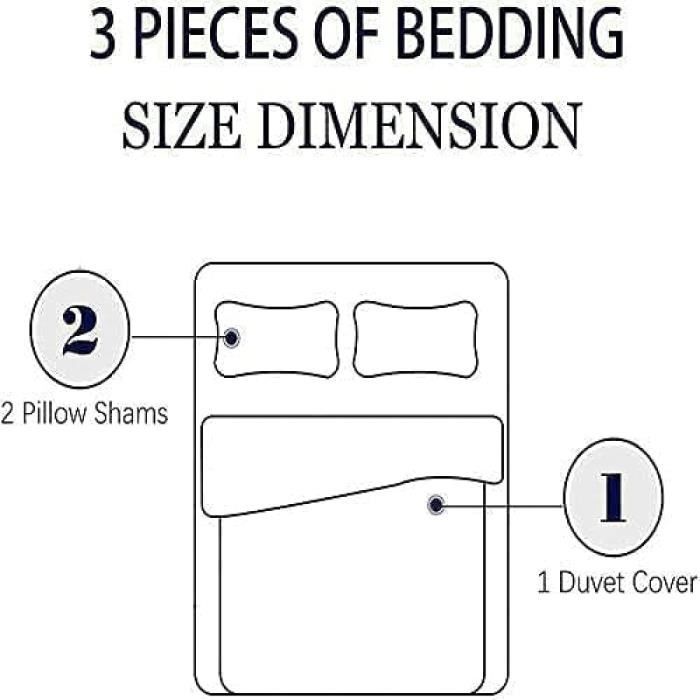 3 PIECES OF BEDDING
SIZE DIMENSION
2
2 Pillow Shams
1
1 Duvet Cover